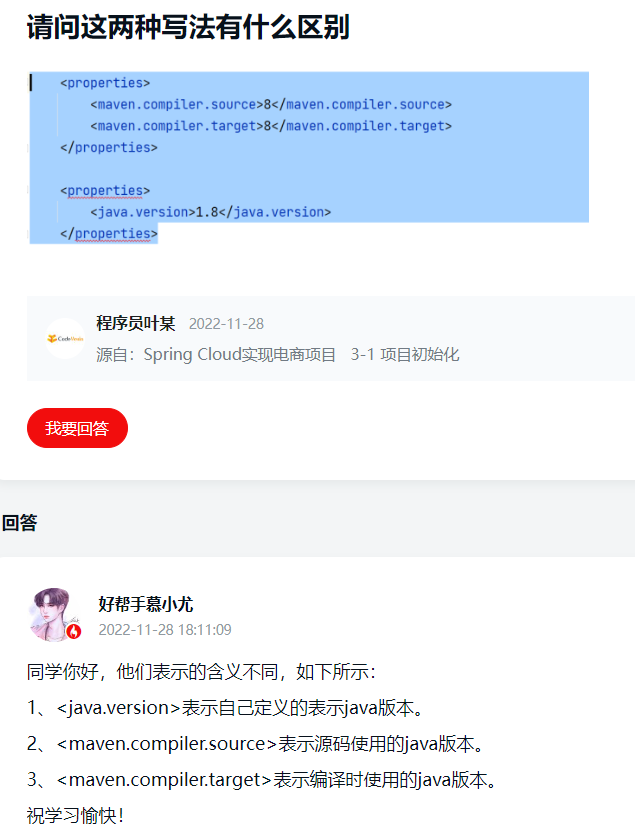 请问这两种写法有什么区别
<properties>
<maven.compiler.source>8</maven.compiler.source>
<maven.compiler.target>8</maven.compiler.target>
</properties>
<properties>
<java.version>1.8</java.version>
</properties>
程序员叶某 2022-11-28
源自：Spring Cloud实现电商项目 3-1 项目初始化
我要回答
回答
好帮手慕小尤
2022-11-28 18:11:09
同学你好，他们表示的含义不同，如下所示：
1、<java.version>表示自己定义的表示java版本。
2、<maven.compiler.source>表示源码使用的java版本。
3、<maven.compiler.target>表示编译时使用的java版本。
祝学习愉快！